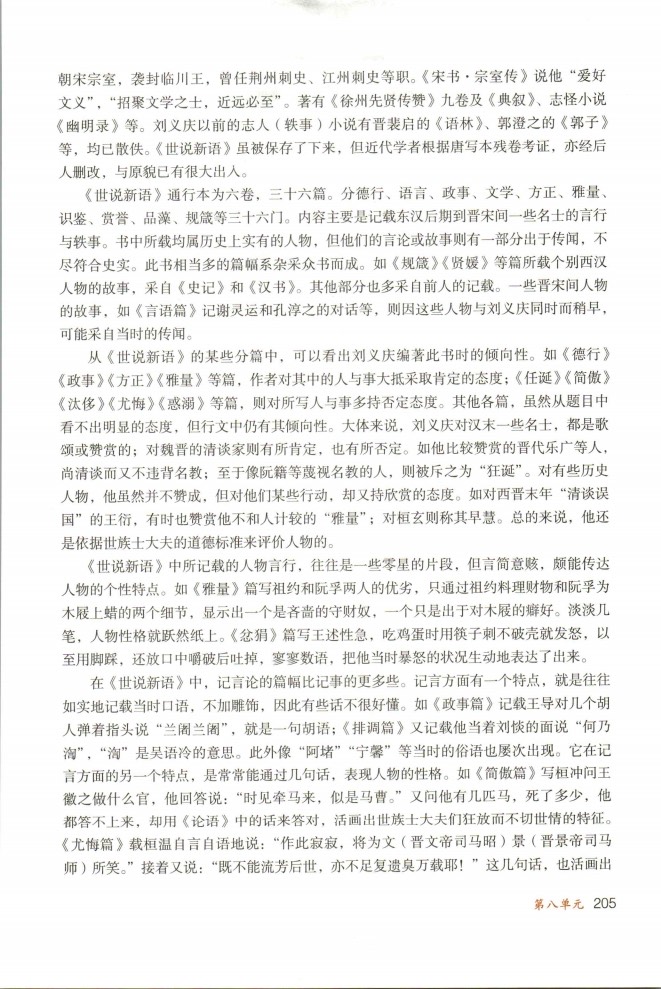 朝宋宗室，袭封临川王，曾任荆州刺史、江州刺史等职。《宋书·宗室传》说他“爱好
文义”，“招聚文学之士，近远必至”。著有《徐州先贤传赞》九卷及《典叙》、志怪小说
《幽明录》等。刘义庆以前的志人（轶事）小说有晋裴启的《语林》、郭澄之的《郭子》
等，均已散佚。《世说新语》虽被保存了下来，但近代学者根据唐写本残卷考证，亦经后
人删改，与原貌已有很大出入。
《世说新语》通行本为六卷，三十六篇。分德行、语言、政事、文学、方正、雅量、
识鉴、赏誉、品藻、规箴等三十六门。内容主要是记载东汉后期到晋宋间一些名士的言行
与轶事。书中所载均属历史上实有的人物，但他们的言论或故事则有一部分出于传闻，不
尽符合史实。此书相当多的篇幅系杂采众书而成。如《规箴》《贤媛》等篇所载个别西汉
人物的故事，采自《史记》和《汉书》。其他部分也多采自前人的记载。一些晋宋间人物
的故事，如《言语篇》记谢灵运和孔淳之的对话等，则因这些人物与刘义庆同时而稍早，
可能采自当时的传闻。
从《世说新语》的某些分篇中，可以看出刘义庆编著此书时的倾向性。如《德行》
《政事》《方正》《雅量》等篇，作者对其中的人与事大抵采取肯定的态度；《任诞》《简傲》
《汰侈》《尤悔》《惑溺》等篇，则对所写人与事多持否定态度。其他各篇，虽然从题目中
看不出明显的态度，但行文中仍有其倾向性。大体来说，刘义庆对汉末一些名士，都是歌
颂或赞赏的；对魏晋的清谈家则有所肯定，也有所否定。如他比较赞赏的晋代乐广等人，
尚清谈而又不违背名教；至于像阮籍等蔑视名教的人，则被斥之为“狂诞”。对有些历史
人物，他虽然并不赞成，但对他们某些行动，却又持欣赏的态度。如对西晋末年“清谈误
国”的王衍，有时也赞赏他不和人计较的“雅量”；对桓玄则称其早慧。总的来说，他还
是依据世族士大夫的道德标准来评价人物的。
《世说新语》中所记载的人物言行，往往是一些零星的片段，但言简意赅，颇能传达
人物的个性特点。如《雅量》篇写祖约和阮孚两人的优劣，只通过祖约料理财物和阮孚为
木屐上蜡的两个细节，显示出一个是吝啬的守财奴，一个只是出于对木屐的癖好。淡淡几
笔，人物性格就跃然纸上。《忿狷》篇写王述性急，吃鸡蛋时用筷子刺不破壳就发怒，以
至用脚踩，还放口中嚼破后吐掉，寥寥数语，把他当时暴怒的状况生动地表达了出来。
在《世说新语》中，记言论的篇幅比记事的更多些。记言方面有一个特点，就是往往
如实地记载当时口语，不加雕饰，因此有些话不很好懂。如《政事篇》记载王导对几个胡
人弹着指头说“兰阇兰阇”，就是一句胡语；《排调篇》又记载他当着刘惔的面说“何乃
渹”，“渹”是吴语冷的意思。此外像“阿堵”“宁馨”等当时的俗语也屡次出现。它在记
言方面的另一个特点，是常常能通过几句话，表现人物的性格。如《简傲篇》写桓冲问王
徽之做什么官，他回答说：“时见牵马来，似是马曹。”又问他有几匹马，死了多少，他
都答不上来，却用《论语》中的话来答对，活画出世族士大夫们狂放而不切世情的特征。
《尤悔篇》载桓温自言自语地说：“作此寂寂，将为文（晋文帝司马昭）景（晋景帝司马
师）所笑。”接着又说：“既不能流芳后世，亦不足复遗臭万载耶！”这几句话，也活画出
第八单元 205